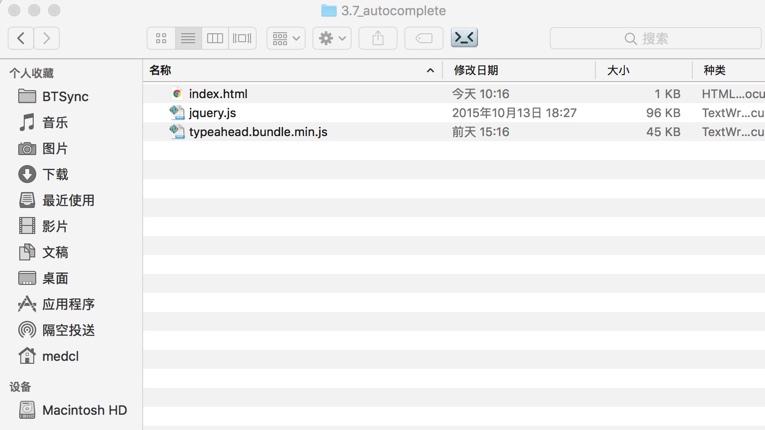 3.7_autocomplete
搜索
个人收藏
BTSync
音乐
图片
下载
最近使用
影片
文稿
桌面
应用程序
隔空投送
medcl
设备
Macintosh HD
名称 修改日期 大小 种类
index.html 今天 10:16 1 KB HTML...ocu
jquery.js 2015年10月13日 18:27 96 KB TextWr...cu
typeahead.bundle.min.js 前天 15:16 45 KB TextWr...cu